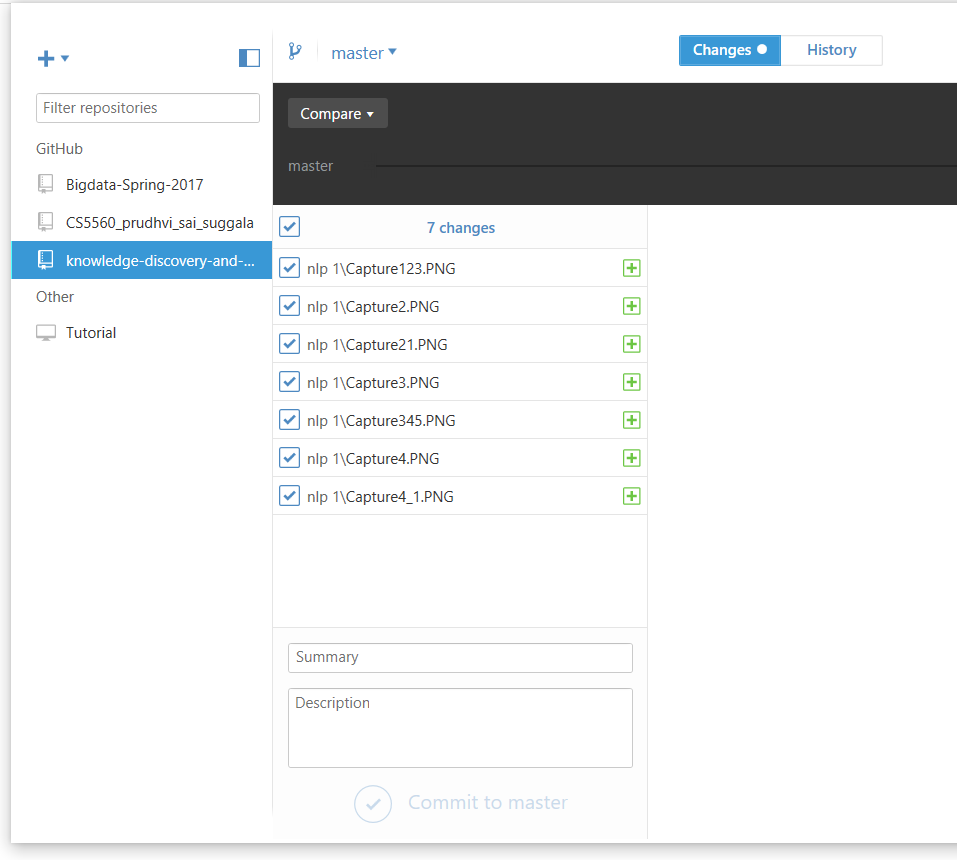 master
Changes
History
Filter repositories
GitHub
Bigdata-Spring-2017
CS5560_prudhvi_sai_suggala
knowledge-discovery-and-...
Other
Tutorial
Compare
master
7 changes
nlp 1\Capture123.PNG
nlp 1\Capture2.PNG
nlp 1\Capture21.PNG
nlp 1\Capture3.PNG
nlp 1\Capture345.PNG
nlp 1\Capture4.PNG
nlp 1\Capture4_1.PNG
Summary
Description
Commit to master